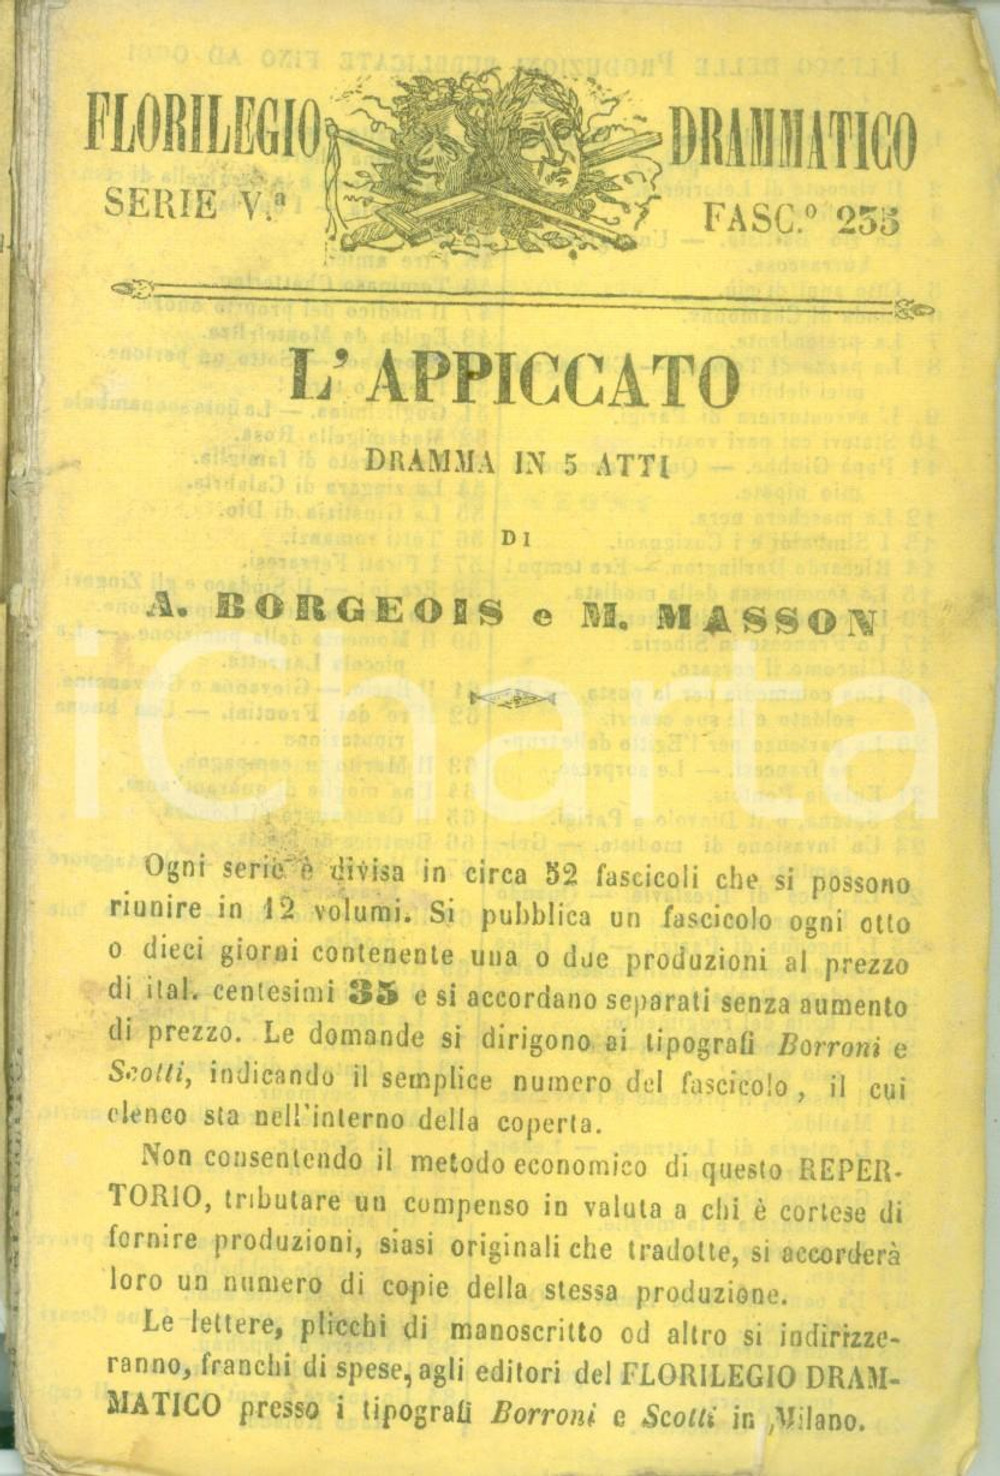 FLORILEGIO DRAMMATICO
SERIE V.ª FASC.º 235
L' APPICCATO
DRAMMA IN 5 ATTI
DI
A. BORGEOIS e M. MASSON
iCharta
Ogni serie è divisa in circa 52 fascicoli che si possono
riunire in 12 volumi. Si pubblica un fascicolo ogni otto
o dieci giorni contenente una o due produzioni al prezzo
di ital. centesimi 35 e si accordano separati senza aumento
di prezzo. Le domande si dirigono ai tipografi Borroni e
Scotti, indicando il semplice numero del fascicolo, il cui
elenco sta nell'interno della coperta.
Non consentendo il metodo economico di questo REPER-
TORIO, tributare un compenso in valuta a chi è cortese di
fornire produzioni, siasi originali che tradotte, si accorderà
loro un numero di copie della stessa produzione.
Le lettere, plicchi di manoscritto od altro si indirizze-
ranno, franchi di spese, agli editori del FLORILEGIO DRAM-
MATICO presso i tipografi Borroni e Scotti in Milano.